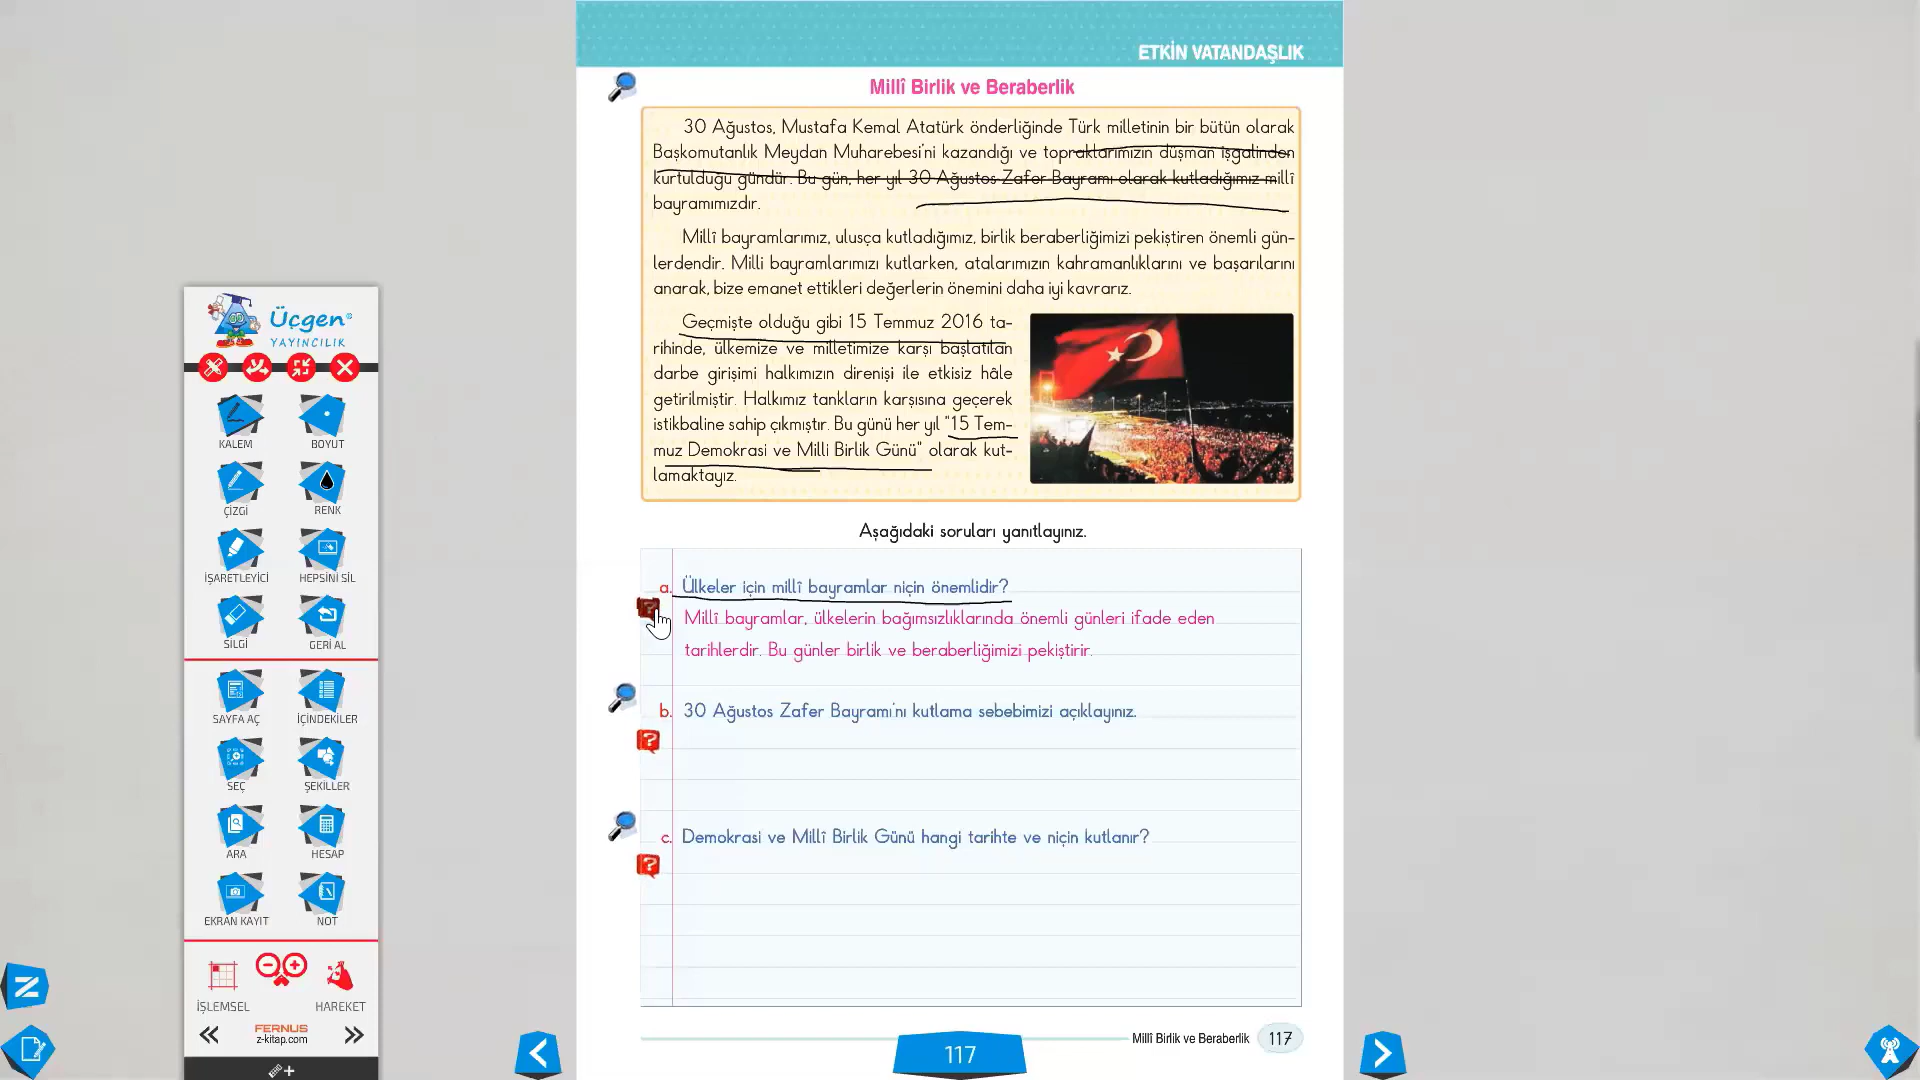 ETKİN VATANDAŞLIK
Millî Birlik ve Beraberlik
30 Ağustos, Mustafa Kemal Atatürk önderliğinde Türk milletinin bir bütün olarak
Başkomutanlık Meydan Muharebesi'ni kazandığı ve topraklarımızın düşman işgalinden
kurtulduğu gündür. Bu gün, her yıl 30 Ağustos Zafer Bayramı olarak kutladığımız millî
bayramımızdır.
Millî bayramlarımız, ulusça kutladığımız, birlik beraberliğimizi pekiştiren önemli gün-
lerdendir. Milli bayramlarımızı kutlarken, atalarımızın kahramanlıklarını ve başarılarını
anarak, bize emanet ettikleri değerlerin önemini daha iyi kavrarız.
Geçmişte olduğu gibi 15 Temmuz 2016 ta-
rihinde, ülkemize ve milletimize karşı başlatılan
darbe girişimi halkımızın direnişi ile etkisiz hâle
getirilmiştir. Halkımız tankların karşısına geçerek
istikbaline sahip çıkmıştır. Bu günü her yıl "15 Tem-
muz Demokrasi ve Milli Birlik Günü" olarak kut-
lamaktayız.
Aşağıdaki soruları yanıtlayınız.
a. Ülkeler için millî bayramlar niçin önemlidir?
Millî bayramlar, ülkelerin bağımsızlıklarında önemli günleri ifade eden
tarihlerdir. Bu günler birlik ve beraberliğimizi pekiştirir.
b. 30 Ağustos Zafer Bayramı'nı kutlama sebebimizi açıklayınız.
?
c. Demokrasi ve Millî Birlik Günü hangi tarihte ve niçin kutlanır?
?
Millî Birlik ve Beraberlik 117
117
Üçgen®
YAYINCILIK
KALEM BOYUT
ÇİZGİ RENK
İŞARETLEYİCİ HEPSİNİ SİL
SİLGİ GERİ AL
SAYFA AÇ İÇİNDEKİLER
SEÇ ŞEKİLLER
ARA HESAP
EKRAN KAYIT NOT
İŞLEMSEL HAREKET
FERNUS
z-kitap.com